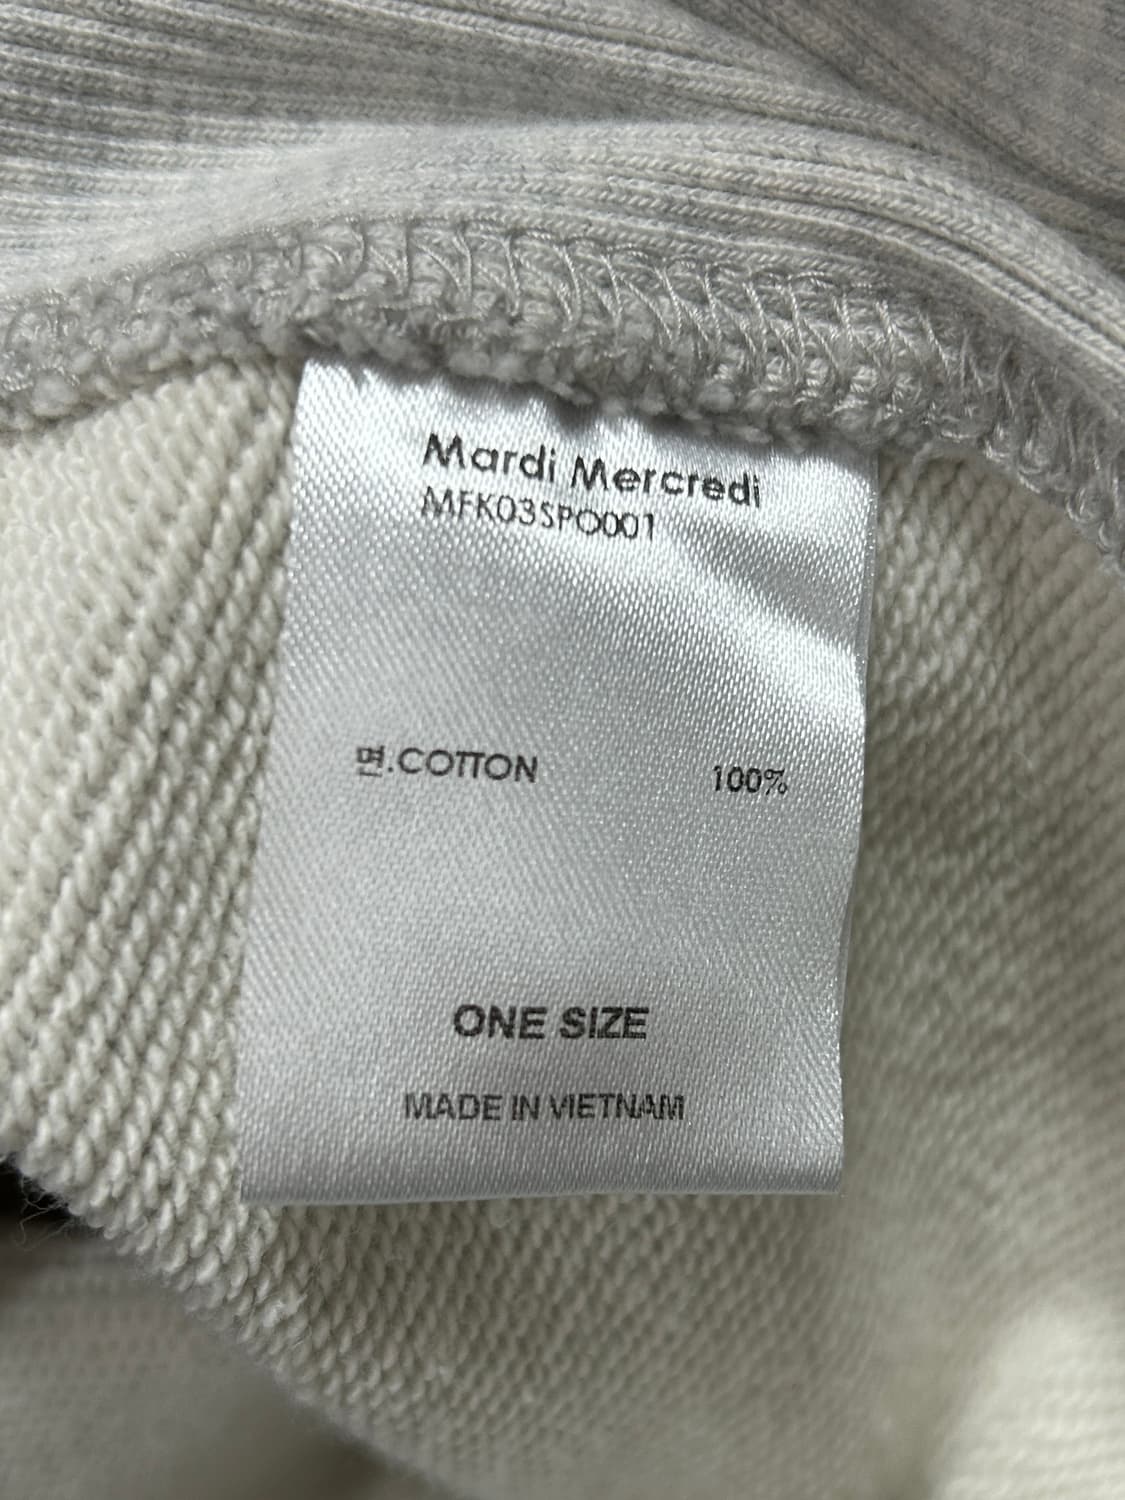 Mardi Mercredi
MFK03SPO001
면.COTTON 100%
ONE SIZE
MADE IN VIETNAM